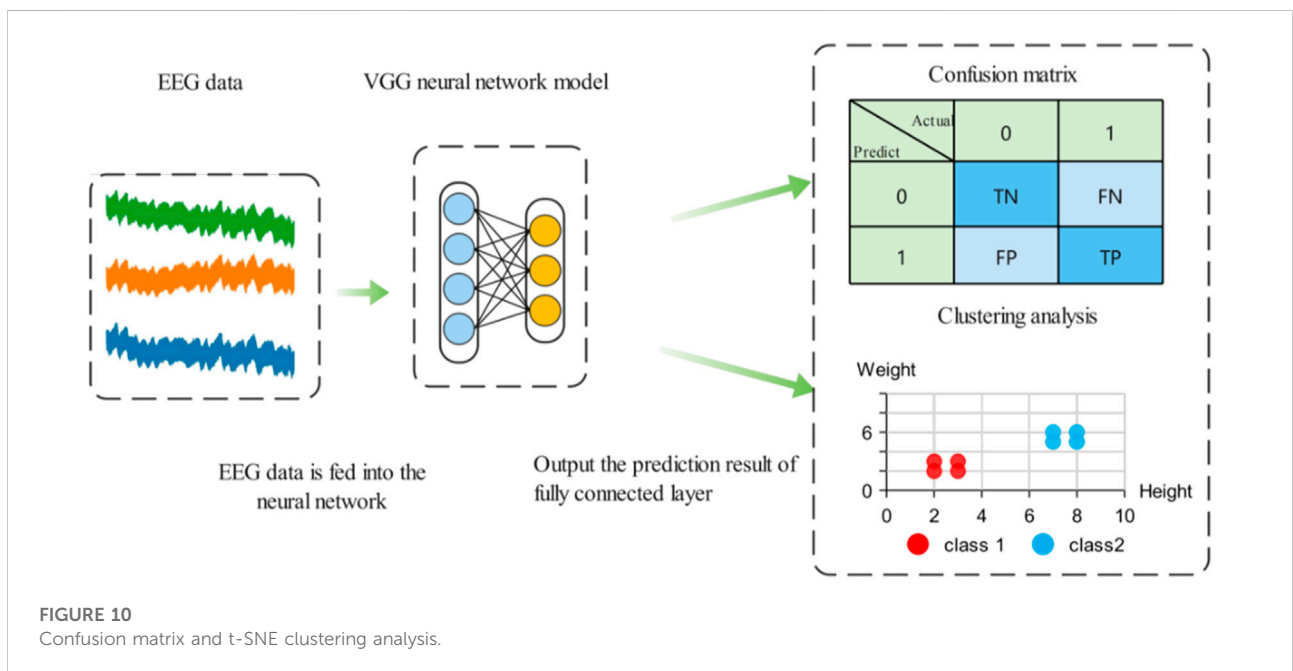 EEG data
VGG neural network model
EEG data is fed into the
neural network
Output the prediction result of
fully connected layer
Confusion matrix
Actual
Predict
0
1
0
TN
FN
1
FP
TP
Clustering analysis
Weight
6
0
0
2
4
6
8
10
Height
class 1
class2
FIGURE 10
Confusion matrix and t-SNE clustering analysis.